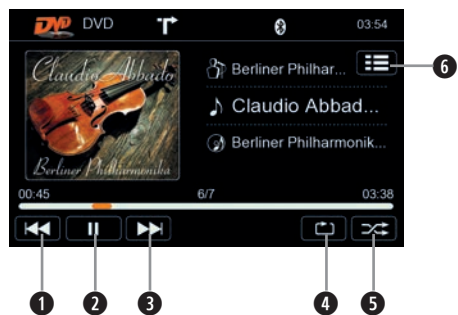 DVD DVD 03:54
Claudio Abbado
Berliner Philharmonika
Berliner Philhar...
Claudio Abbad...
Berliner Philharmonik...
00:45 6/7 03:38
6
1 2 3 4 5